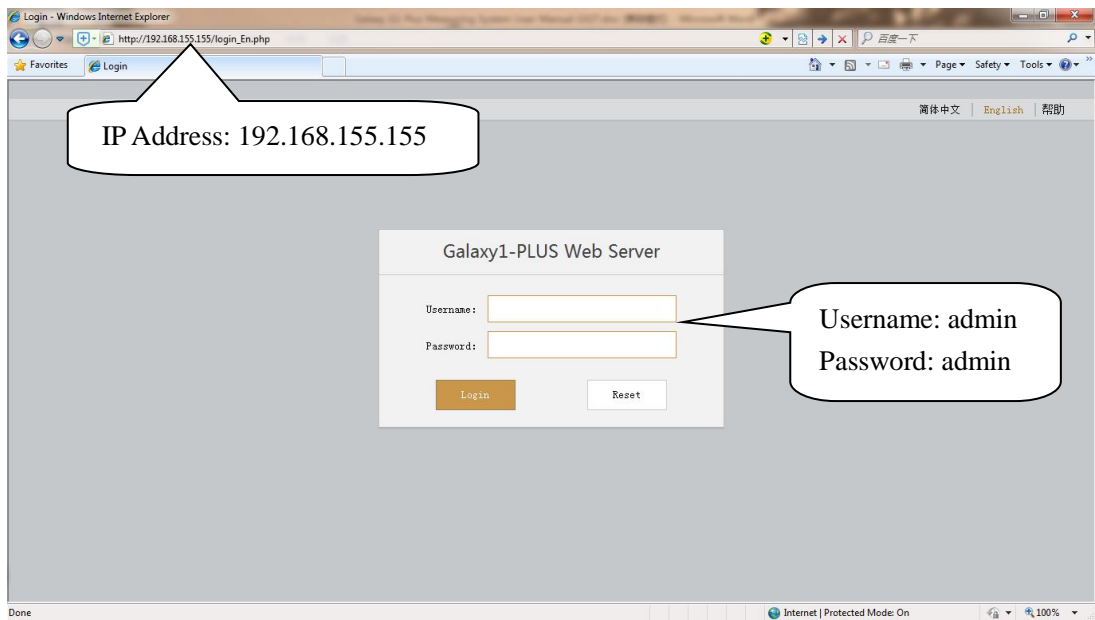 Login - Windows Internet Explorer
http://192.168.155.155/login_En.php
百度一下
Favorites
Login
Page
Safety
Tools
简体中文 | English | 帮助
IP Address: 192.168.155.155
Galaxy1-PLUS Web Server
Username:
Password:
Login
Reset
Username: admin
Password: admin
Done
Internet | Protected Mode: On
100%